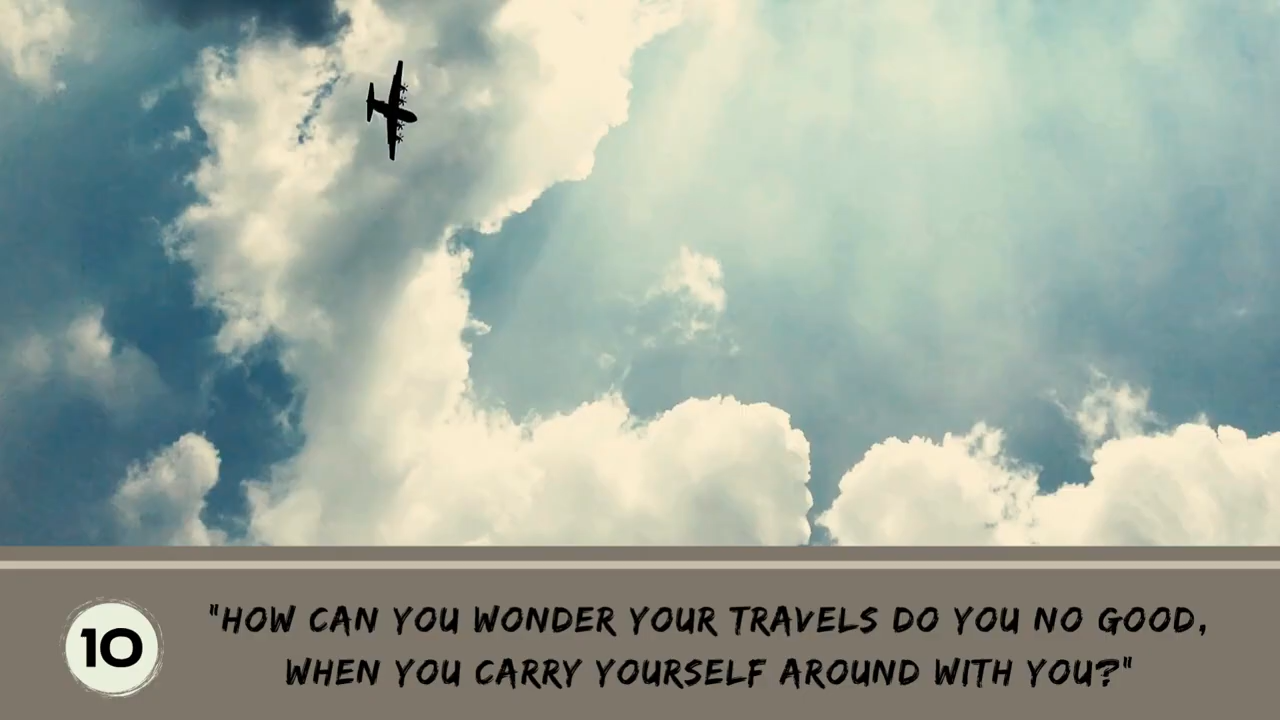 10
"HOW CAN YOU WONDER YOUR TRAVELS DO YOU NO GOOD,
WHEN YOU CARRY YOURSELF AROUND WITH YOU?"